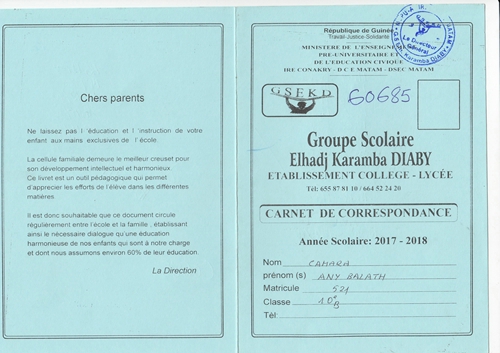 Chers parents
Ne laissez pas l'éducation et l'instruction de votre
enfant aux mains exclusives de l'école.
La cellule familiale demeure le meilleur creuset pour
son développement intellectuel et harmonieux.
Ce livret est un outil pédagogique qui permet
d'apprécier les efforts de l'élève dans les différentes
matières.
Il est donc souhaitable que ce document circule
régulièrement entre l'école et la famille, établissant
ainsi le nécessaire dialogue qu'une éducation
harmonieuse de nos enfants qui sont à notre charge
et dont nous assumons environ 60% de leur éducation.
La Direction
République de Guinée
Travail-Justice-Solidarite
MINISTERE DE L'ENSEIGNEMENT
PRE-UNIVERSITAIRE ET
DE L'EDUCATION CIVIQUE
IRE CONAKRY - D C E MATAM - DSEC MATAM
Le Directeur
Général
Karamba DIABY
GSEKD
60685
Groupe Scolaire
Elhadj Karamba DIABY
ETABLISSEMENT COLLEGE - LYCÉE
Tél: 655 87 81 10 / 664 52 24 20
CARNET DE CORRESPONDANCE
Année Scolaire: 2017 - 2018
Nom CAMARA
prénom (s) ANY BALATH
Matricule 521
Classe 10e B
Tél: